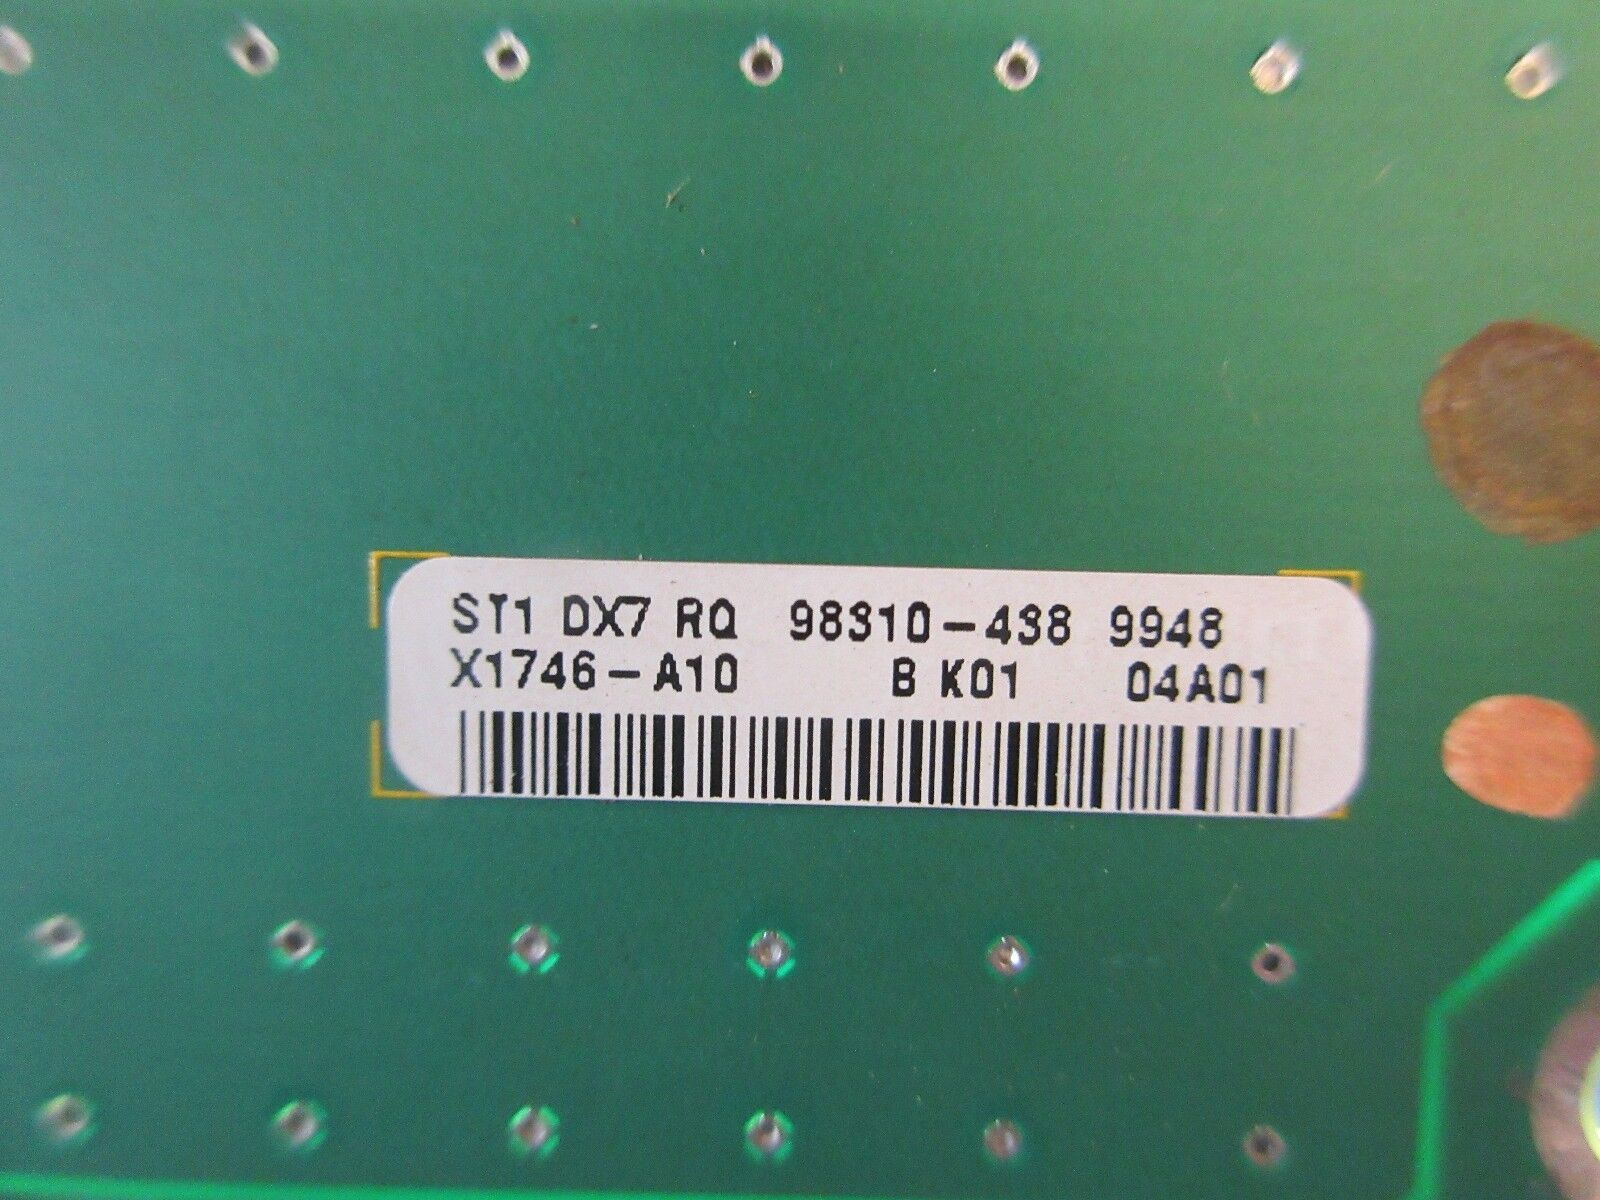 ST1 DX7 RQ 98310-438 9948
X1746-A10 B K01 04A01